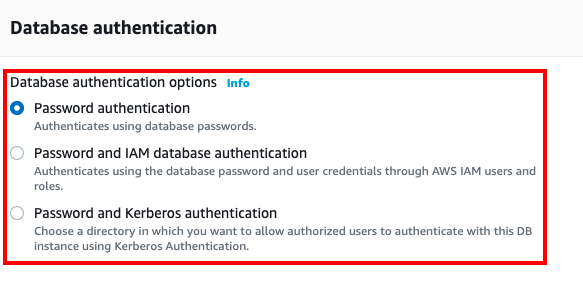 Database authentication
Database authentication options Info
Password authentication
Authenticates using database passwords.
Password and IAM database authentication
Authenticates using the database password and user credentials through AWS IAM users and
roles.
Password and Kerberos authentication
Choose a directory in which you want to allow authorized users to authenticate with this DB
instance using Kerberos Authentication.